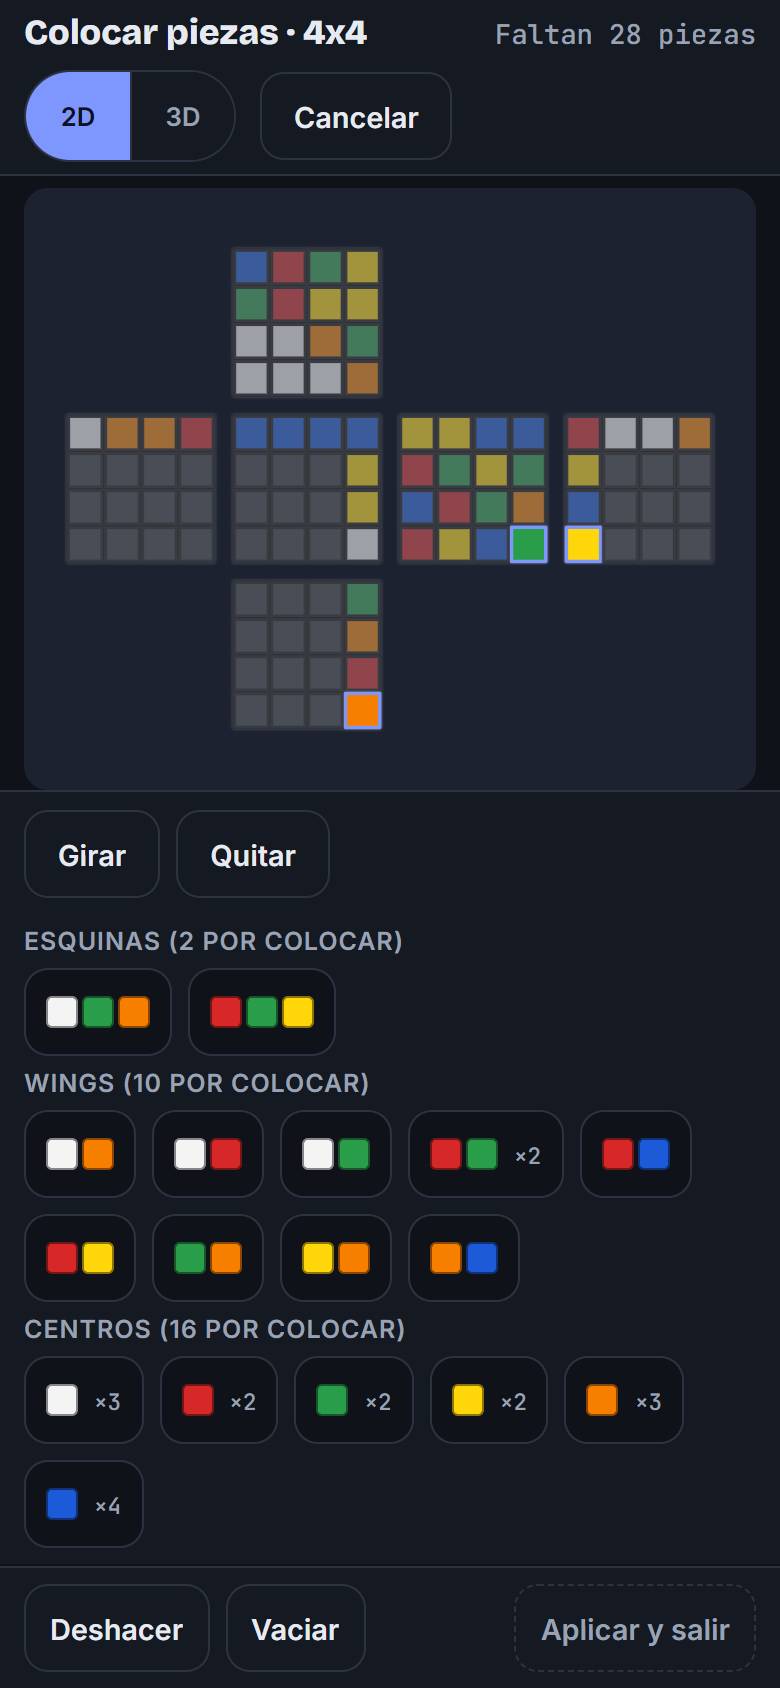 Colocar piezas · 4x4
Faltan 28 piezas
2D
3D
Cancelar
Girar
Quitar
ESQUINAS (2 POR COLOCAR)
WINGS (10 POR COLOCAR)
×2
CENTROS (16 POR COLOCAR)
×3
×2
×2
×2
×3
×4
Deshacer
Vaciar
Aplicar y salir